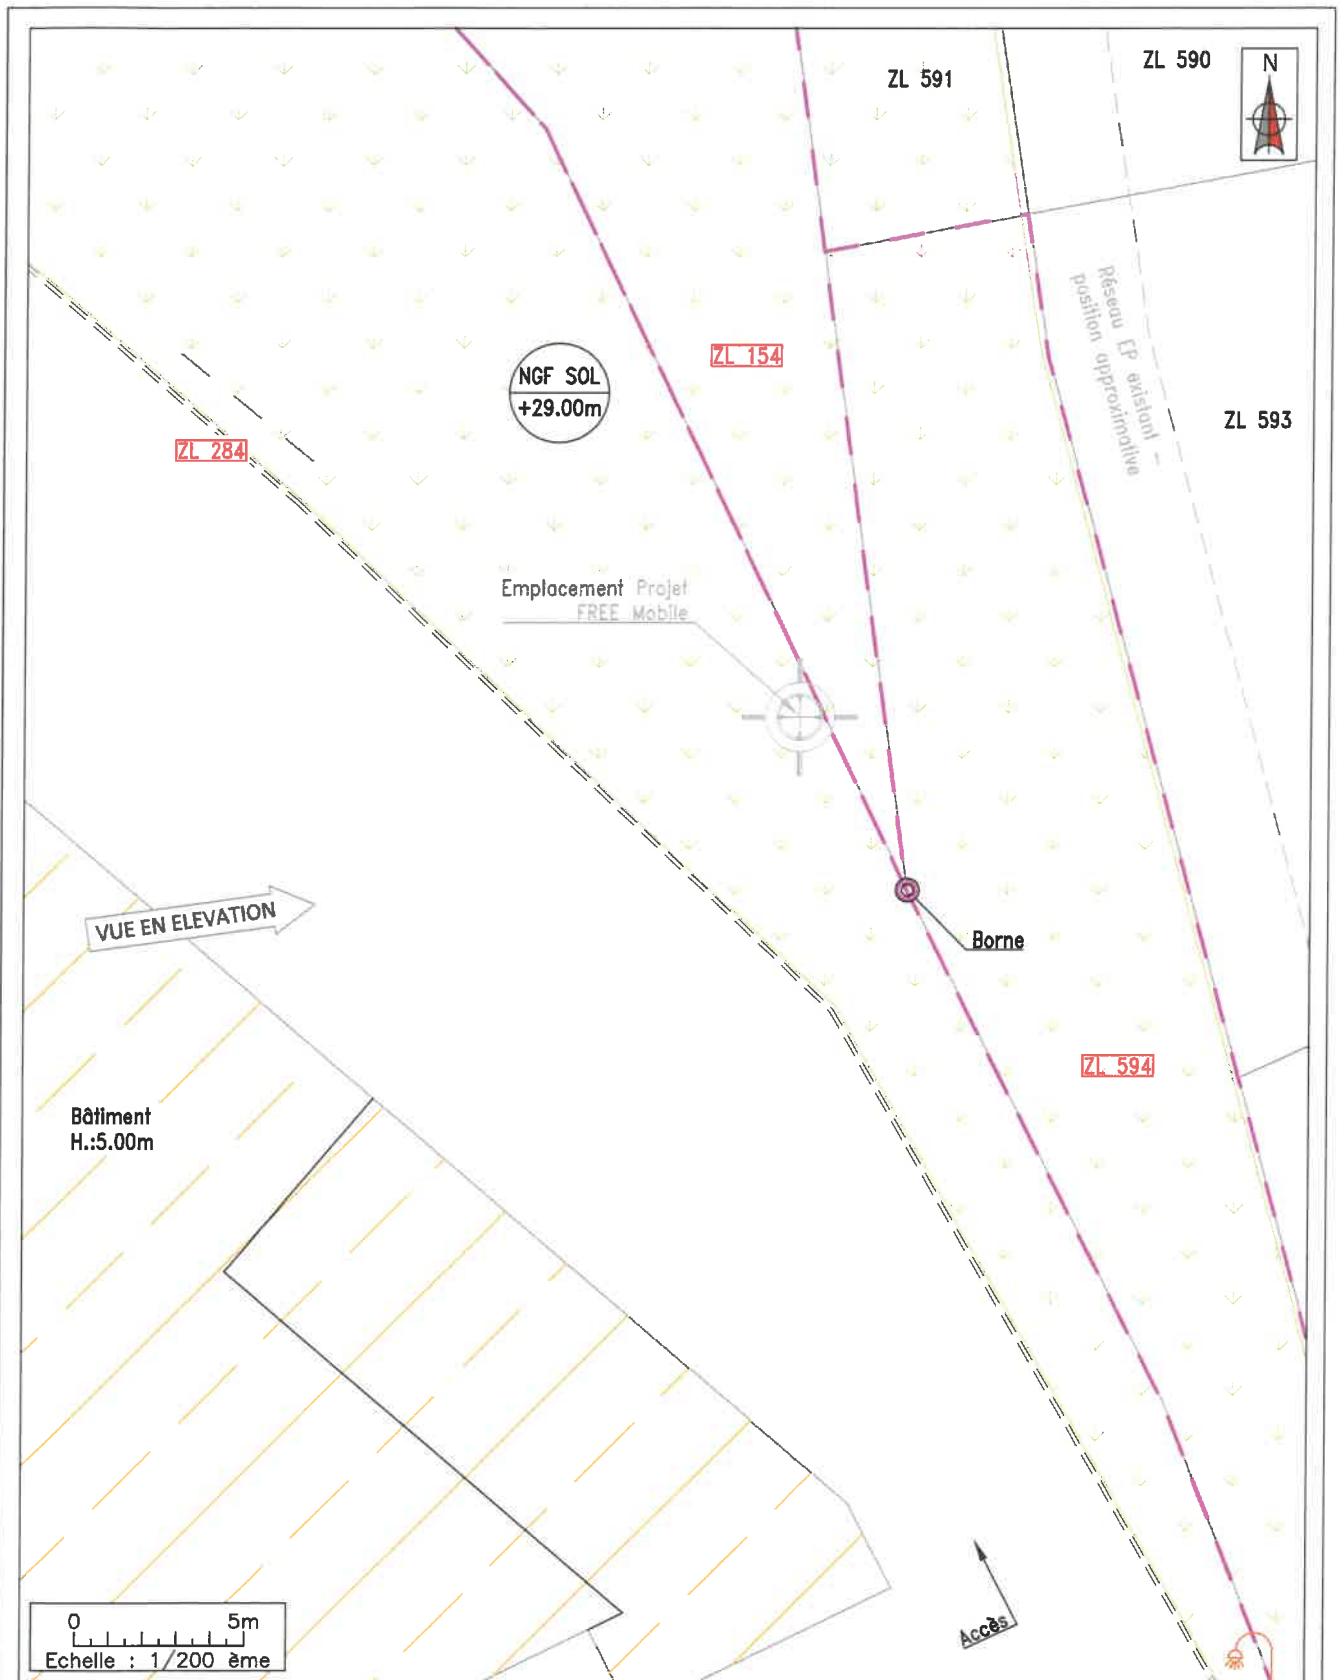 ZL 590
N
ZL 591
Réseau EP existant -
position approximative
ZL 154
NGF SOL
+29.00m
ZL 593
ZL 284
Emplacement Projet
FREE Mobile
VUE EN ELEVATION
Borne
ZL 594
Bâtiment
H.:5.00m
Accès
0 5m
Echelle : 1/200 ème